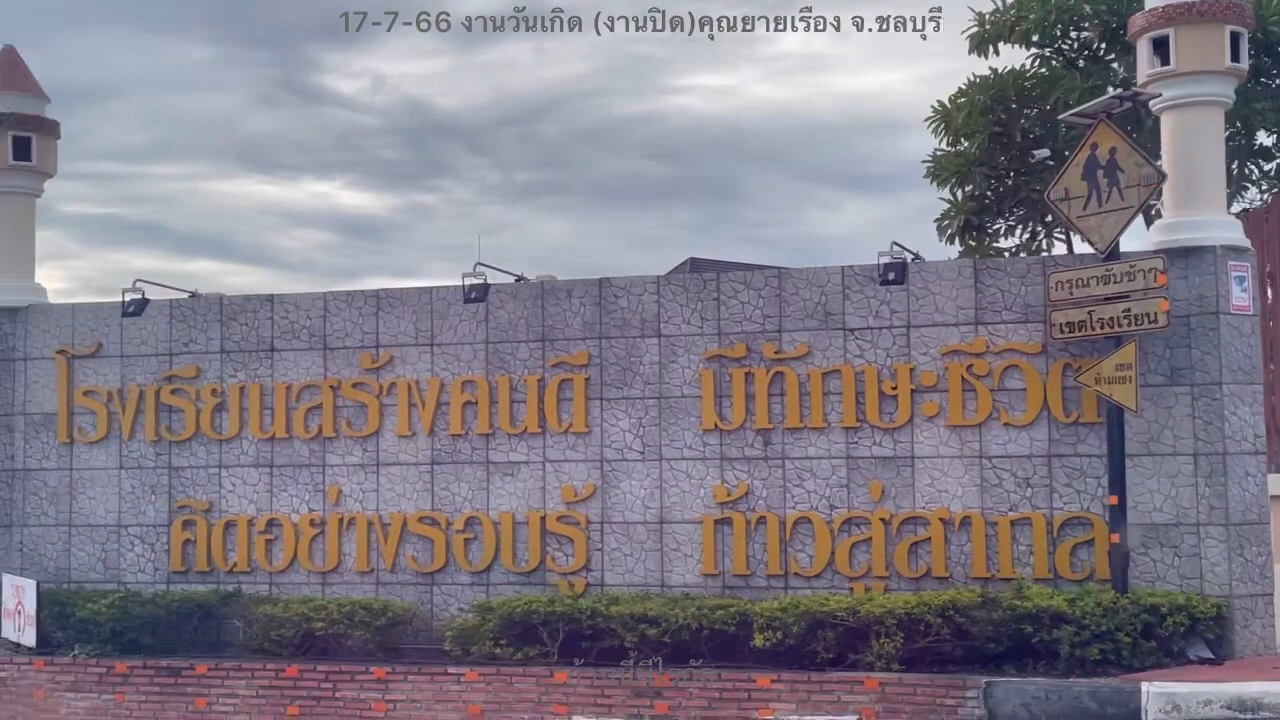 17-7-66 งานวันเกิด (งานปิด)คุณยายเรือง จ.ชลบุรี
กรุณาขับช้าๆ
เขตโรงเรียน
เขต
ห้ามแซง
โรงเรียนสร้างคนดี มีทักษะชีวิต
คิดอย่างรอบรู้ ก้าวสู่สากล